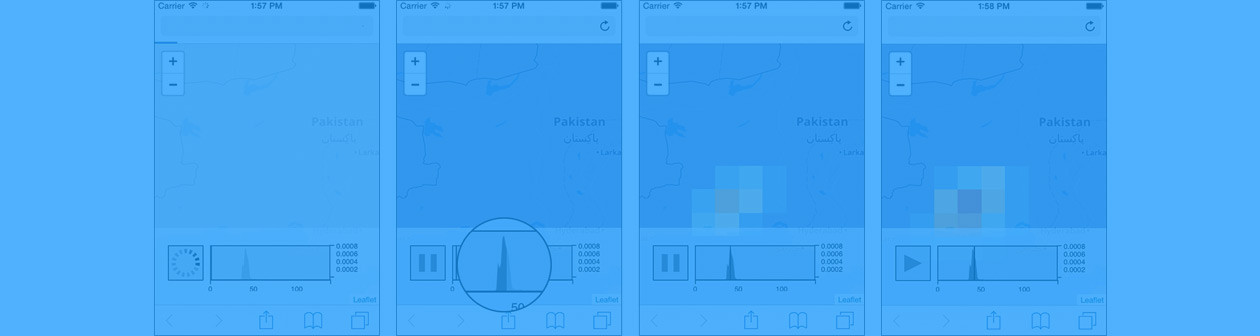 Carrier 1:57 PM
+
−
Pakistan
پاکستان
Larka
0.0008
0.0006
0.0004
0.0002
0 50 100
Leaflet
Carrier 1:57 PM
+
−
Pakistan
پاکستان
Larka
0.0008
0.0006
0.0004
0.0002
0 50 100
Leaflet
Carrier 1:57 PM
+
−
Pakistan
پاکستان
Larka
0.0008
0.0006
0.0004
0.0002
0 50 100
Leaflet
Carrier 1:58 PM
+
−
Pakistan
پاکستان
Larka
0.0008
0.0006
0.0004
0.0002
0 50 100
Leaflet